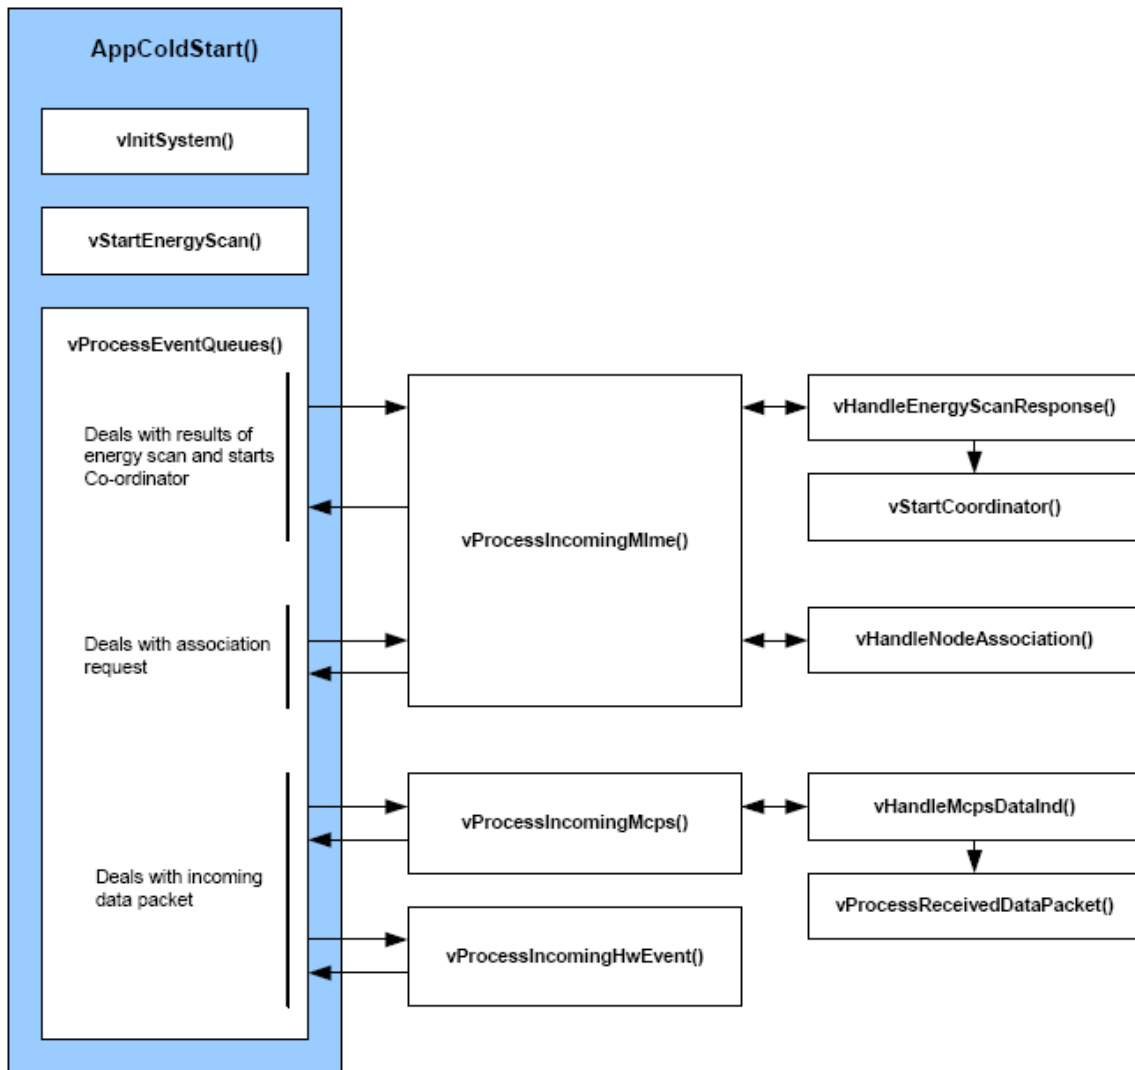 AppColdStart()
vInitSystem()
vStartEnergyScan()
vProcessEventQueues()
Deals with results of
energy scan and starts
Co-ordinator
Deals with association
request
Deals with incoming
data packet
vProcessIncomingMlme()
vProcessIncomingMcps()
vProcessIncomingHwEvent()
vHandleEnergyScanResponse()
vStartCoordinator()
vHandleNodeAssociation()
vHandleMcpsDataInd()
vProcessReceivedDataPacket()